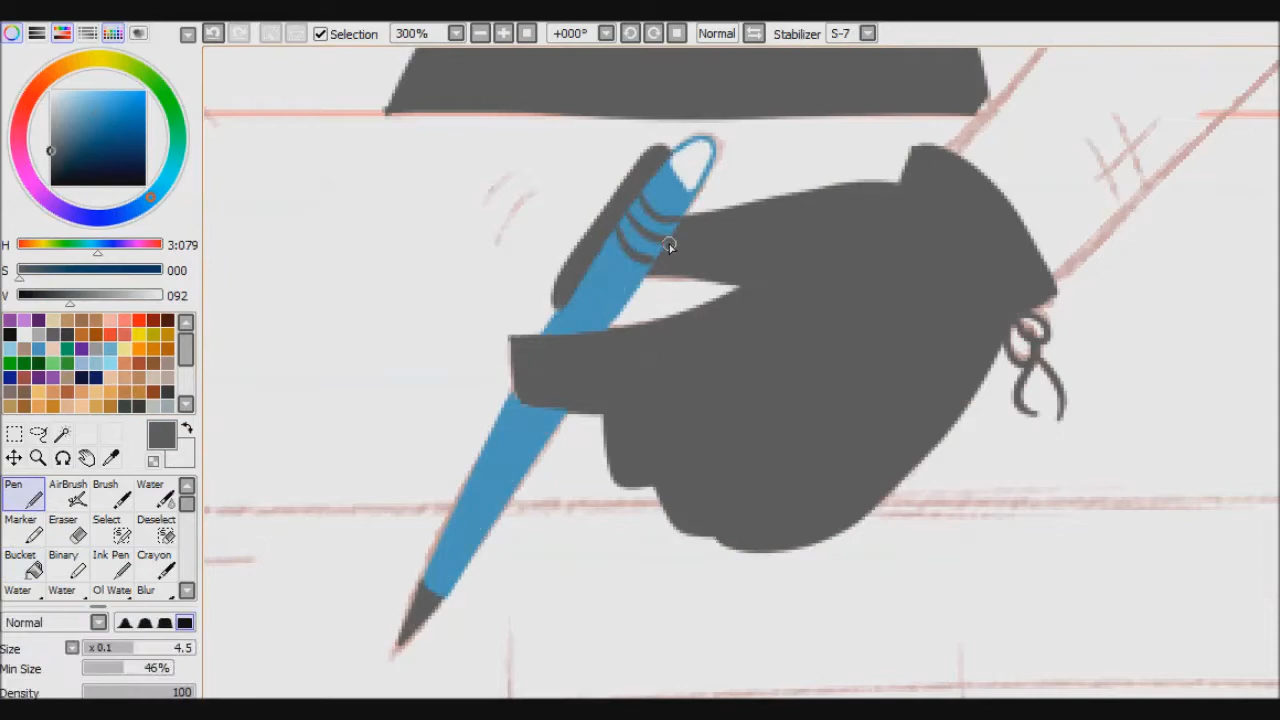 Selection 300% +000° Normal Stabilizer S-7
H 3:079
S 000
V 092
Pen AirBrush Brush Water
Marker Eraser Select Deselect
Bucket Binary Ink Pen Crayon
Water Water Ol Wate Blur
Normal
Size x 0.1 4.5
Min Size 46%
Density 100